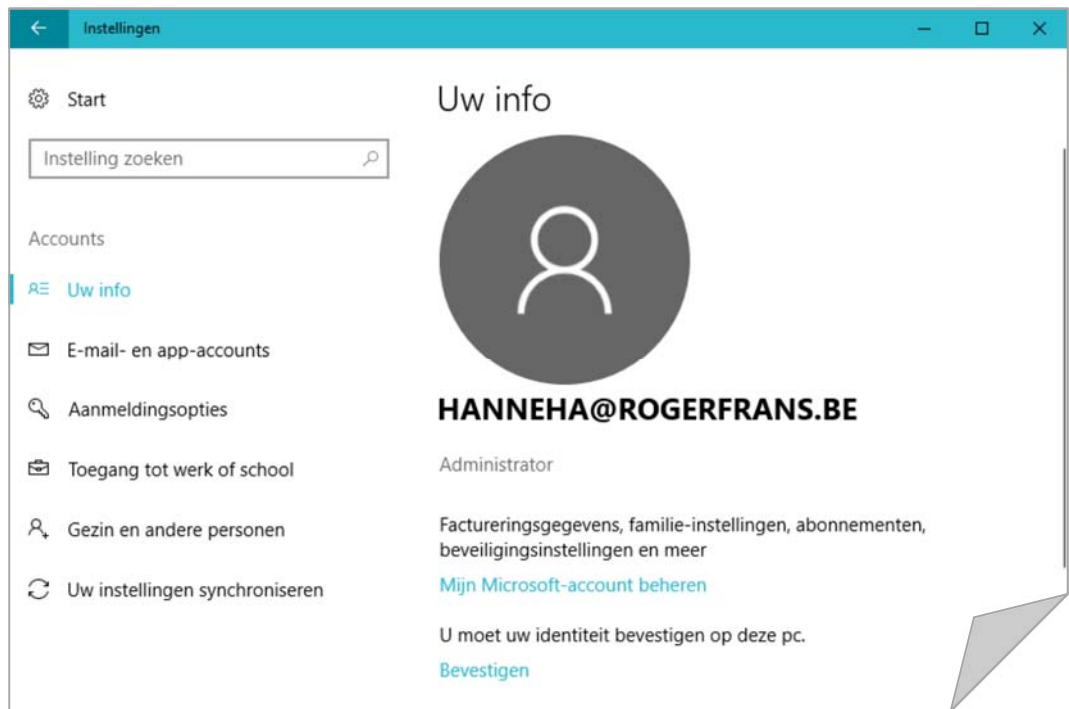 Instellingen
Start
Instelling zoeken
Accounts
Uw info
E-mail- en app-accounts
Aanmeldingsopties
Toegang tot werk of school
Gezin en andere personen
Uw instellingen synchroniseren
Uw info
HANNEHA@ROGERFRANS.BE
Administrator
Factureringsgegevens, familie-instellingen, abonnementen,
beveiligingsinstellingen en meer
Mijn Microsoft-account beheren
U moet uw identiteit bevestigen op deze pc.
Bevestigen